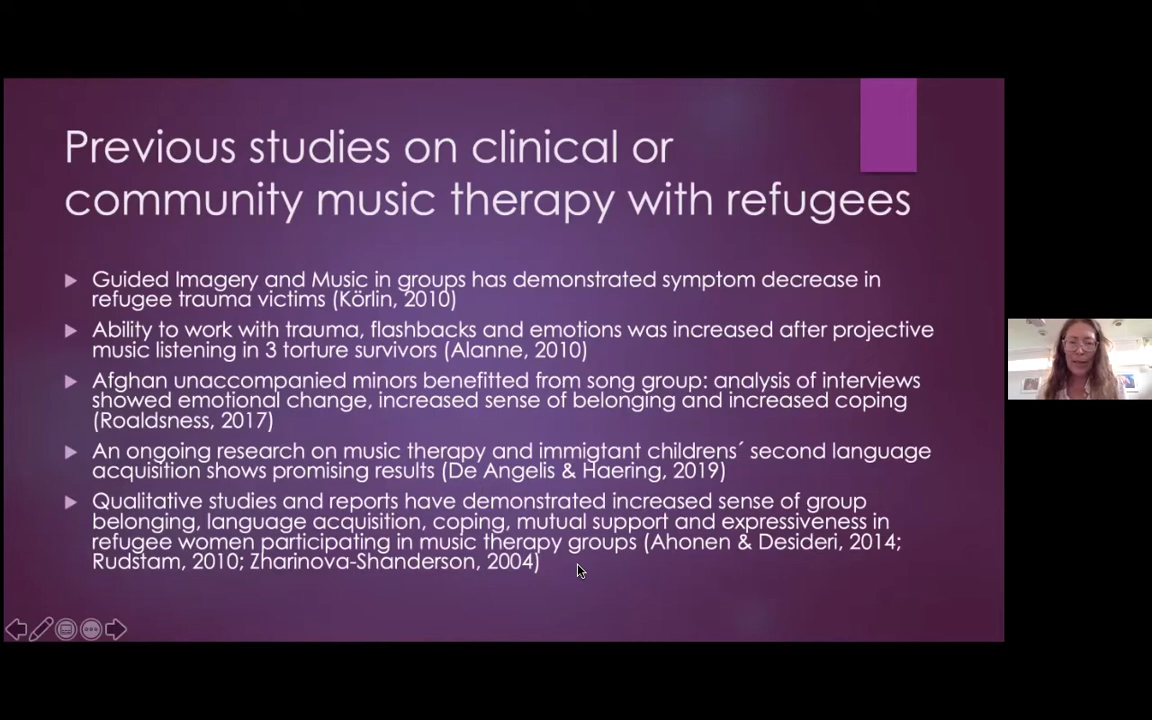 Previous studies on clinical or
community music therapy with refugees
Guided Imagery and Music in groups has demonstrated symptom decrease in
refugee trauma victims (Körlin, 2010)
Ability to work with trauma, flashbacks and emotions was increased after projective
music listening in 3 torture survivors (Alanne, 2010)
Afghan unaccompanied minors benefitted from song group: analysis of interviews
showed emotional change, increased sense of belonging and increased coping
(Roaldsness, 2017)
An ongoing research on music therapy and immigtant childrens´ second language
acquisition shows promising results (De Angelis & Haering, 2019)
Qualitative studies and reports have demonstrated increased sense of group
belonging, language acquisition, coping, mutual support and expressiveness in
refugee women participating in music therapy groups (Ahonen & Desideri, 2014;
Rudstam, 2010; Zharinova-Shanderson, 2004)